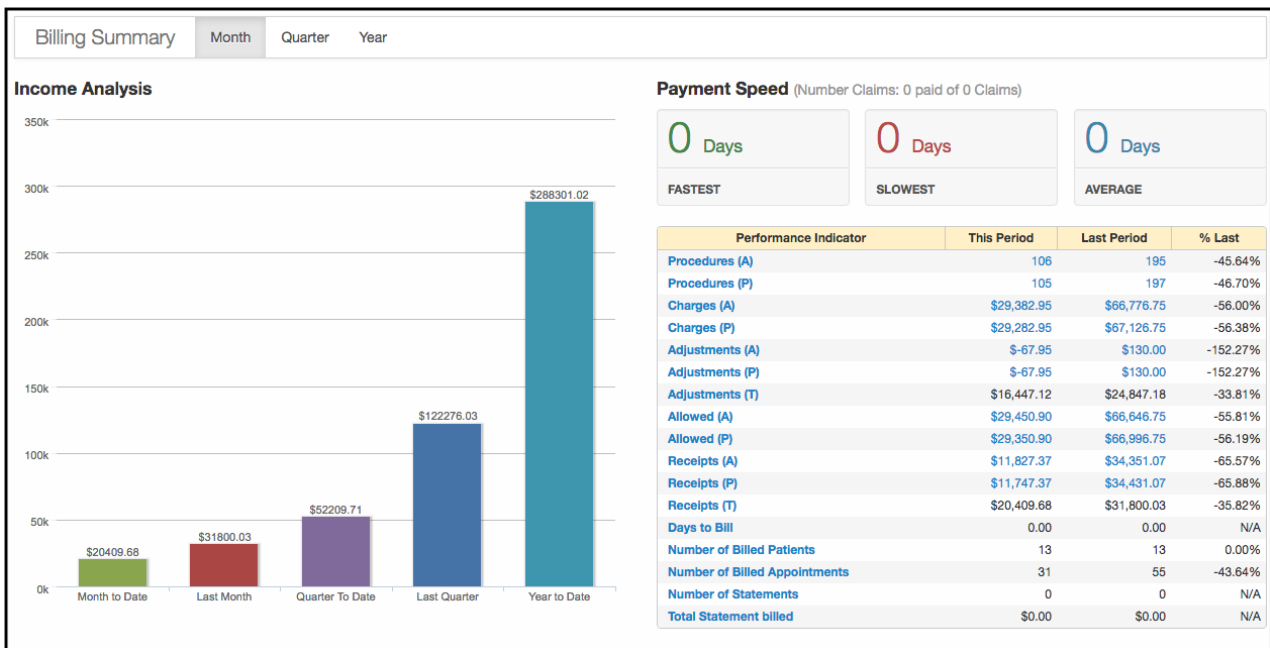 Billing Summary Month Quarter Year
Income Analysis
350k
300k
250k
200k
150k
100k
50k
0k
$20409.68
$31800.03
$52209.71
$122276.03
$288301.02
Month to Date Last Month Quarter To Date Last Quarter Year to Date
Payment Speed (Number Claims: 0 paid of 0 Claims)
0 Days
FASTEST
0 Days
SLOWEST
0 Days
AVERAGE
Performance Indicator This Period Last Period % Last
Procedures (A) 106 195 -45.64%
Procedures (P) 105 197 -46.70%
Charges (A) $29,382.95 $66,776.75 -56.00%
Charges (P) $29,282.95 $67,126.75 -56.38%
Adjustments (A) $-67.95 $130.00 -152.27%
Adjustments (P) $-67.95 $130.00 -152.27%
Adjustments (T) $16,447.12 $24,847.18 -33.81%
Allowed (A) $29,450.90 $66,646.75 -55.81%
Allowed (P) $29,350.90 $66,996.75 -56.19%
Receipts (A) $11,827.37 $34,351.07 -65.57%
Receipts (P) $11,747.37 $34,431.07 -65.88%
Receipts (T) $20,409.68 $31,800.03 -35.82%
Days to Bill 0.00 0.00 N/A
Number of Billed Patients 13 13 0.00%
Number of Billed Appointments 31 55 -43.64%
Number of Statements 0 0 N/A
Total Statement billed $0.00 $0.00 N/A